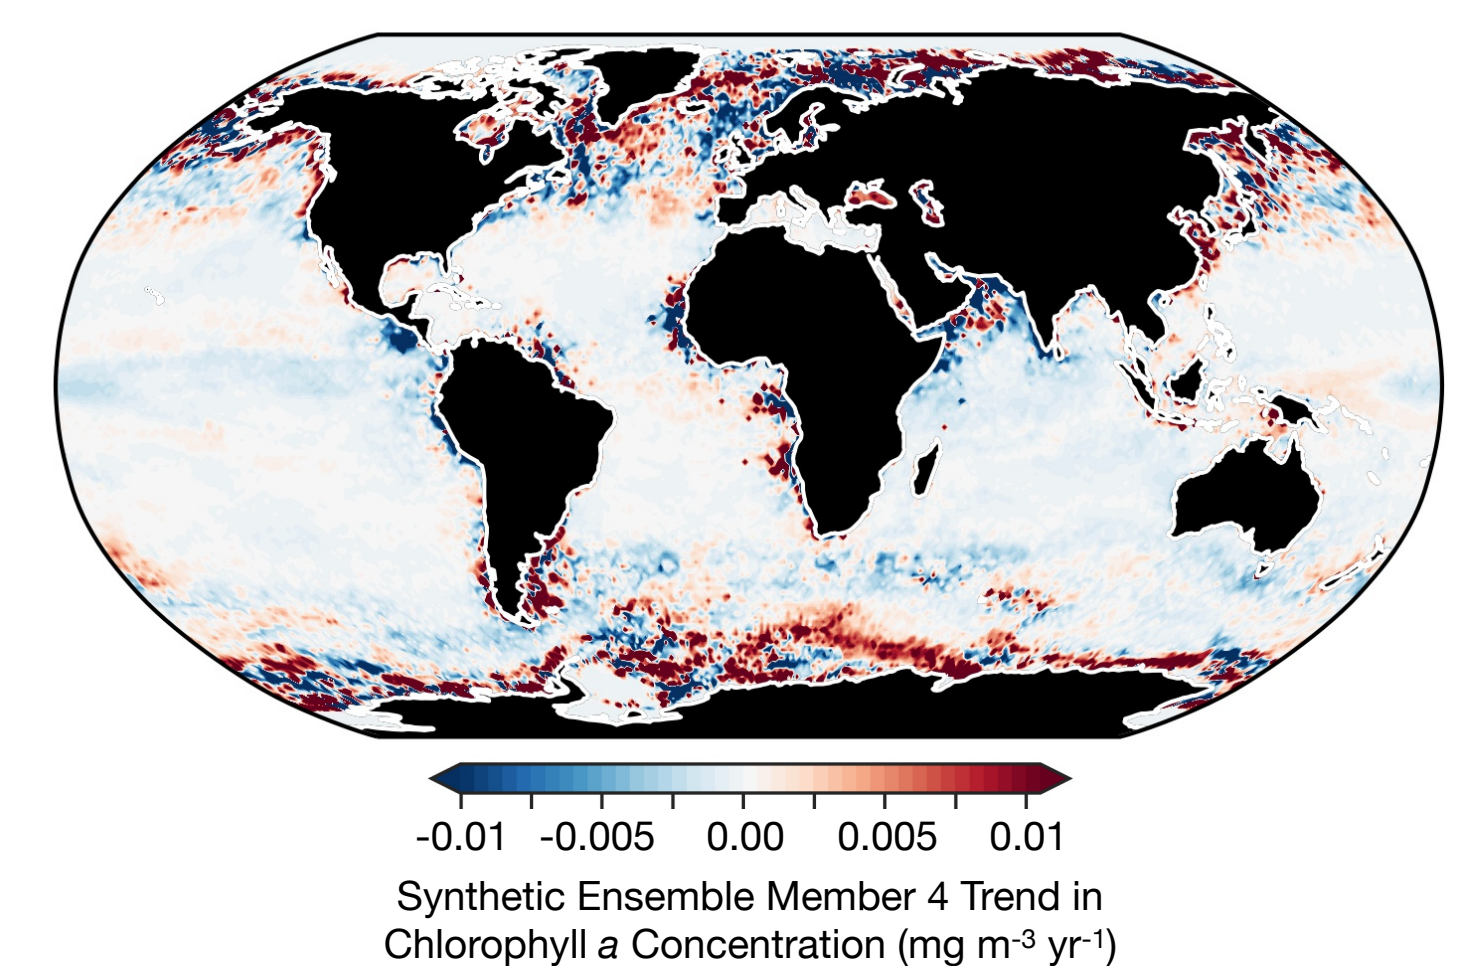 -0.01 -0.005 0.00 0.005 0.01
Synthetic Ensemble Member 4 Trend in
Chlorophyll a Concentration (mg m-3 yr-1)